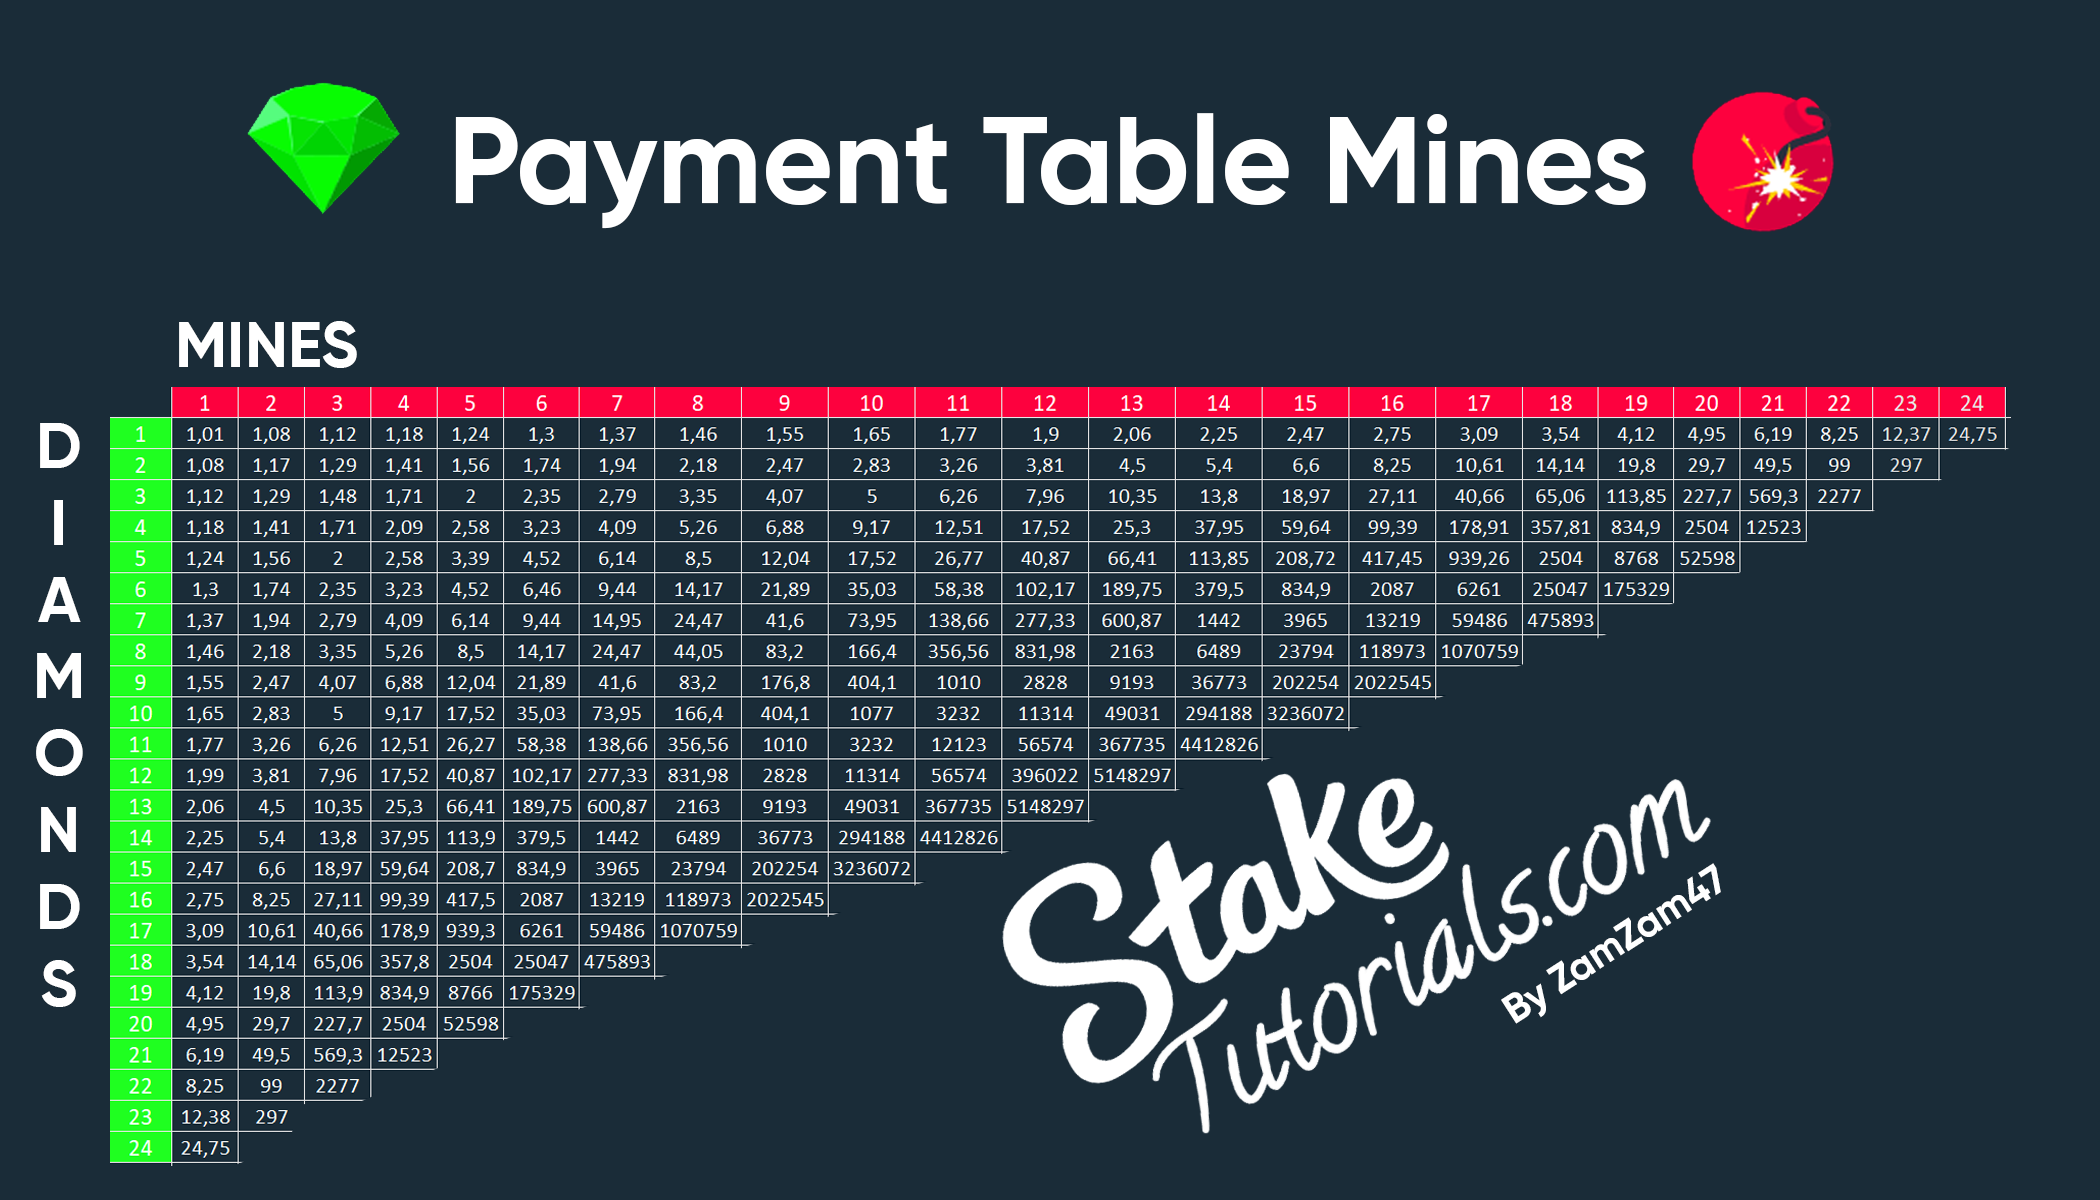 Payment Table Mines
MINES
DIAMONDS
1 2 3 4 5 6 7 8 9 10 11 12 13 14 15 16 17 18 19 20 21 22 23 24
1 1,01 1,08 1,12 1,18 1,24 1,3 1,37 1,46 1,55 1,65 1,77 1,9 2,06 2,25 2,47 2,75 3,09 3,54 4,12 4,95 6,19 8,25 12,37 24,75
2 1,08 1,17 1,29 1,41 1,56 1,74 1,94 2,18 2,47 2,83 3,26 3,81 4,5 5,4 6,6 8,25 10,61 14,14 19,8 29,7 49,5 99 297
3 1,12 1,29 1,48 1,71 2 2,35 2,79 3,35 4,07 5 6,26 7,96 10,35 13,8 18,97 27,11 40,66 65,06 113,85 227,7 569,3 2277
4 1,18 1,41 1,71 2,09 2,58 3,23 4,09 5,26 6,88 9,17 12,51 17,52 25,3 37,95 59,64 99,39 178,91 357,81 834,9 2504 12523
5 1,24 1,56 2 2,58 3,39 4,52 6,14 8,5 12,04 17,52 26,77 40,87 66,41 113,85 208,72 417,45 939,26 2504 8768 52598
6 1,3 1,74 2,35 3,23 4,52 6,46 9,44 14,17 21,89 35,03 58,38 102,17 189,75 379,5 834,9 2087 6261 25047 175329
7 1,37 1,94 2,79 4,09 6,14 9,44 14,95 24,47 41,6 73,95 138,66 277,33 600,87 1442 3965 13219 59486 475893
8 1,46 2,18 3,35 5,26 8,5 14,17 24,47 44,05 83,2 166,4 356,56 831,98 2163 6489 23794 118973 1070759
9 1,55 2,47 4,07 6,88 12,04 21,89 41,6 83,2 176,8 404,1 1010 2828 9193 36773 202254 2022545
10 1,65 2,83 5 9,17 17,52 35,03 73,95 166,4 404,1 1077 3232 11314 49031 294188 3236072
11 1,77 3,26 6,26 12,51 26,27 58,38 138,66 356,56 1010 3232 12123 56574 367735 4412826
12 1,99 3,81 7,96 17,52 40,87 102,17 277,33 831,98 2828 11314 56574 396022 5148297
13 2,06 4,5 10,35 25,3 66,41 189,75 600,87 2163 9193 49031 367735 5148297
14 2,25 5,4 13,8 37,95 113,9 379,5 1442 6489 36773 294188 4412826
15 2,47 6,6 18,97 59,64 208,7 834,9 3965 23794 202254 3236072
16 2,75 8,25 27,11 99,39 417,5 2087 13219 118973 2022545
17 3,09 10,61 40,66 178,9 939,3 6261 59486 1070759
18 3,54 14,14 65,06 357,8 2504 25047 475893
19 4,12 19,8 113,9 834,9 8766 175329
20 4,95 29,7 227,7 2504 52598
21 6,19 49,5 569,3 12523
22 8,25 99 2277
23 12,38 297
24 24,75
Stake
Tutorials.com
By ZamZam47